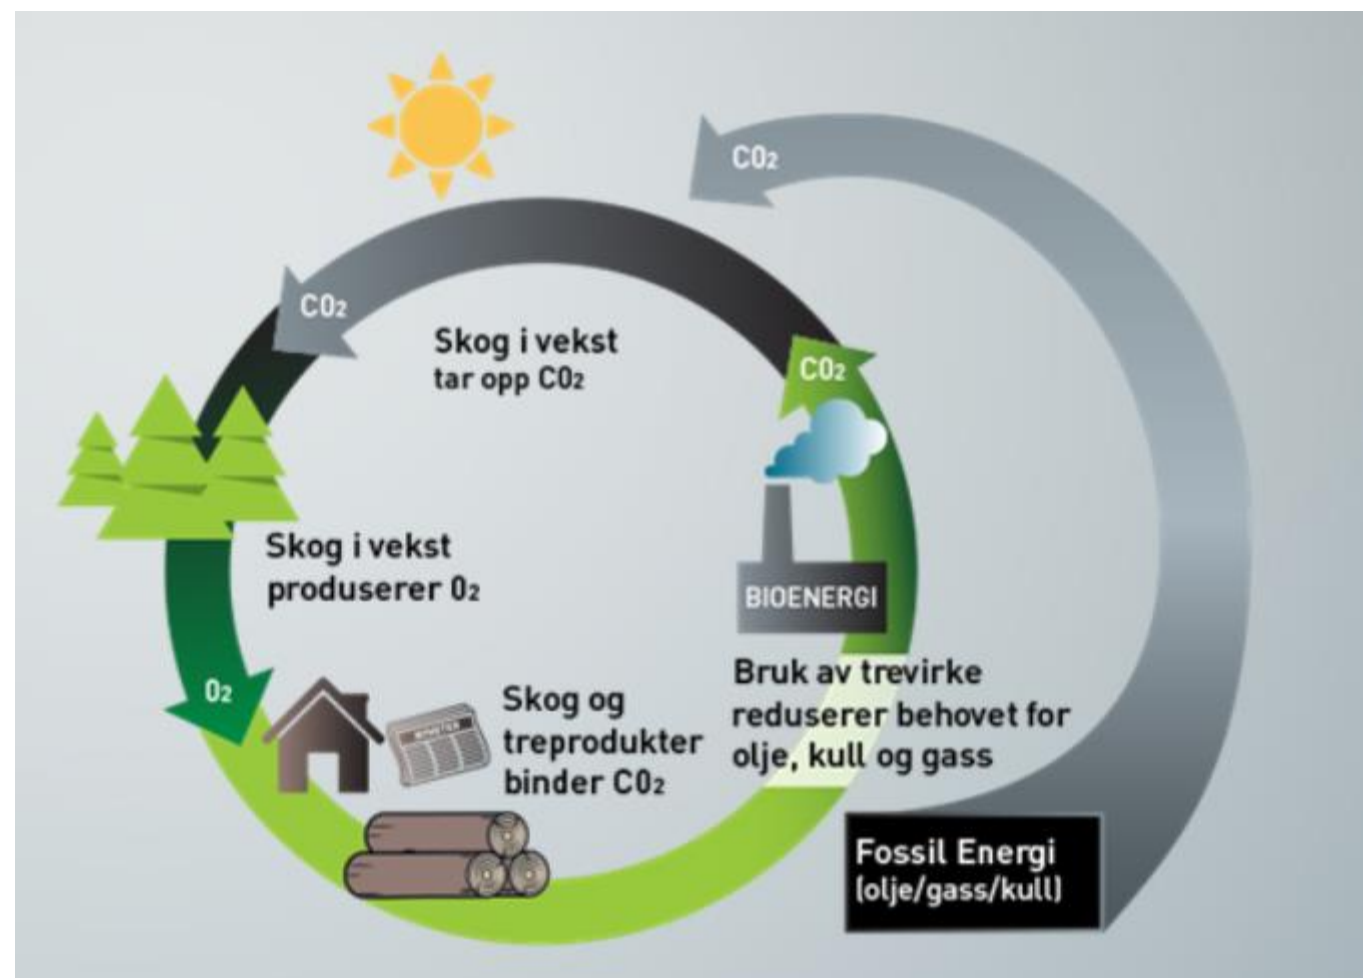 CO2
CO2
Skog i vekst
tar opp CO2
CO2
Skog i vekst
produserer O2
BIOENERGI
O2
Skog og
treprodukter
binder CO2
NYHETER
Bruk av trevirke
reduserer behovet for
olje, kull og gass
Fossil Energi
(olje/gass/kull)